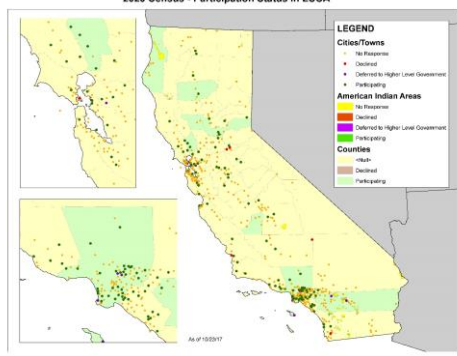 2020 Census - Participation Status in LUCA
LEGEND
Cities/Towns
No Response
Declined
Deferred to Higher Level Government
Participating
American Indian Areas
No Response
Declined
Deferred to Higher Level Government
Participating
Counties
<Null>
Declined
Participating
As of 10/23/17